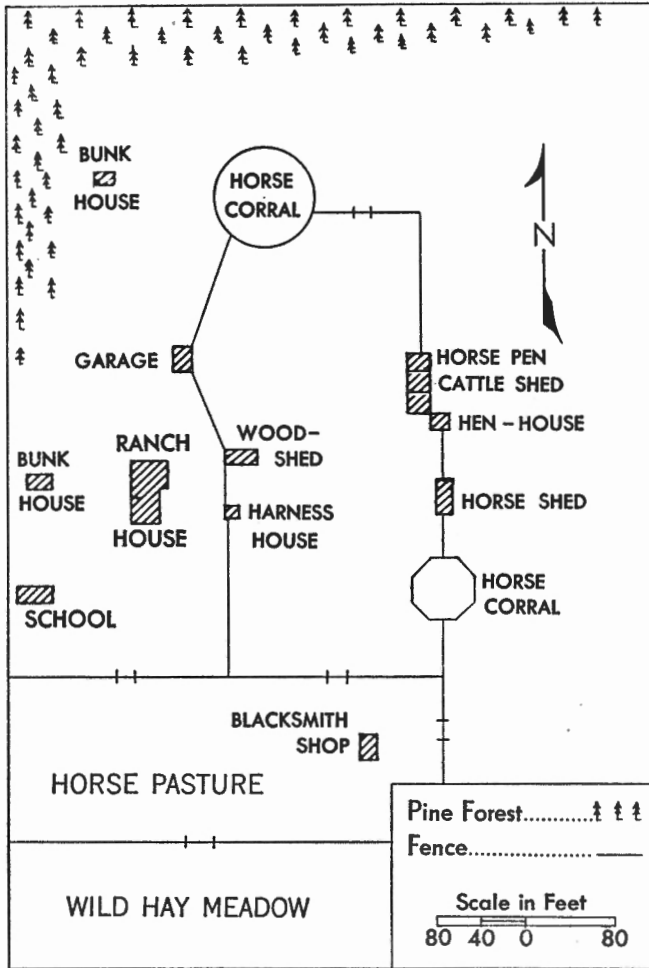 BUNK
HOUSE
HORSE
CORRAL
N
GARAGE
HORSE PEN
CATTLE SHED
HEN-HOUSE
WOOD-
SHED
RANCH
HOUSE
BUNK
HOUSE
HARNESS
HOUSE
HORSE SHED
SCHOOL
HORSE
CORRAL
BLACKSMITH
SHOP
HORSE PASTURE
WILD HAY MEADOW
Pine Forest........
Fence.....................
Scale in Feet
80 40 0 80